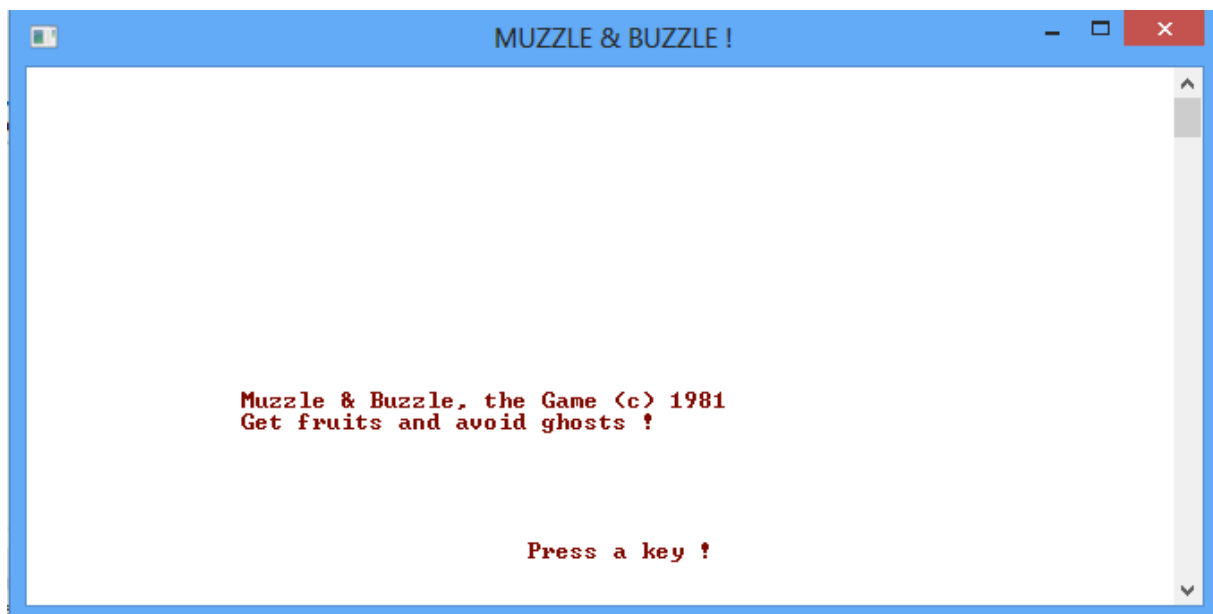 MUZZLE & BUZZLE !
Muzzle & Buzzle, the Game (c) 1981
Get fruits and avoid ghosts !
Press a key !